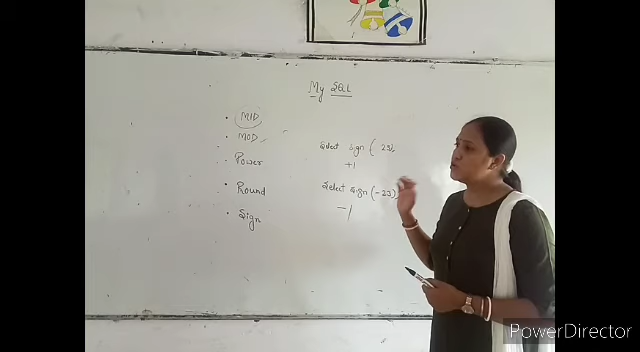 My SQL
• MID
• MOD
• Power
• Round
• Sign
Select sign (23);
+1
Select sign (-23)
-1
PowerDirector